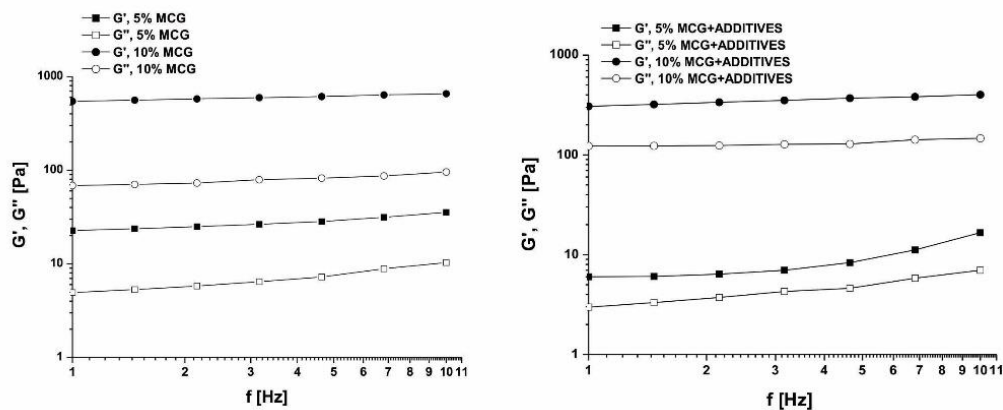 G', 5% MCG
G'', 5% MCG
G', 10% MCG
G'', 10% MCG
1000
100
10
1
G', G'' [Pa]
1 2 3 4 5 6 7 8 9 10 11
f [Hz]
G', 5% MCG+ADDITIVES
G'', 5% MCG+ADDITIVES
G', 10% MCG+ADDITIVES
G'', 10% MCG+ADDITIVES
1000
100
10
1
G', G'' [Pa]
1 2 3 4 5 6 7 8 9 10 11
f [Hz]